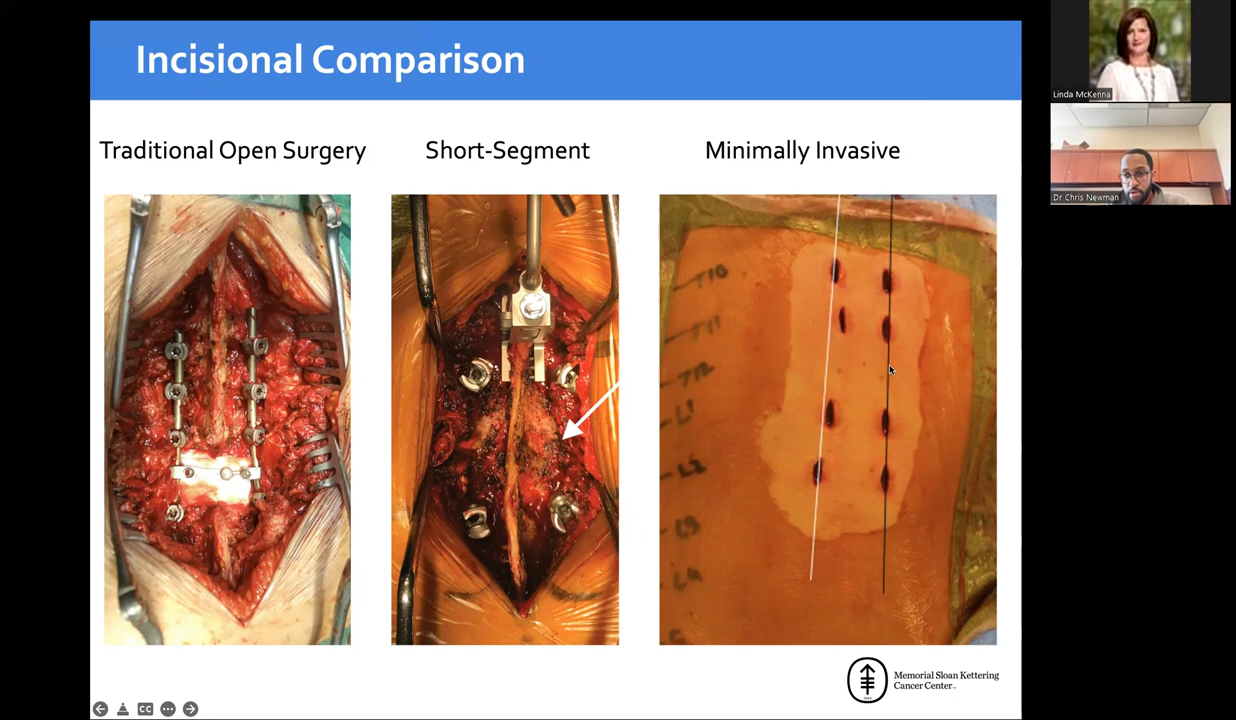 Incisional Comparison
Traditional Open Surgery
Short-Segment
Minimally Invasive
T10
T11
T12
L1
L2
L3
L4
Memorial Sloan Kettering
Cancer Center
CC
Linda McKenna
Dr Chris Newman